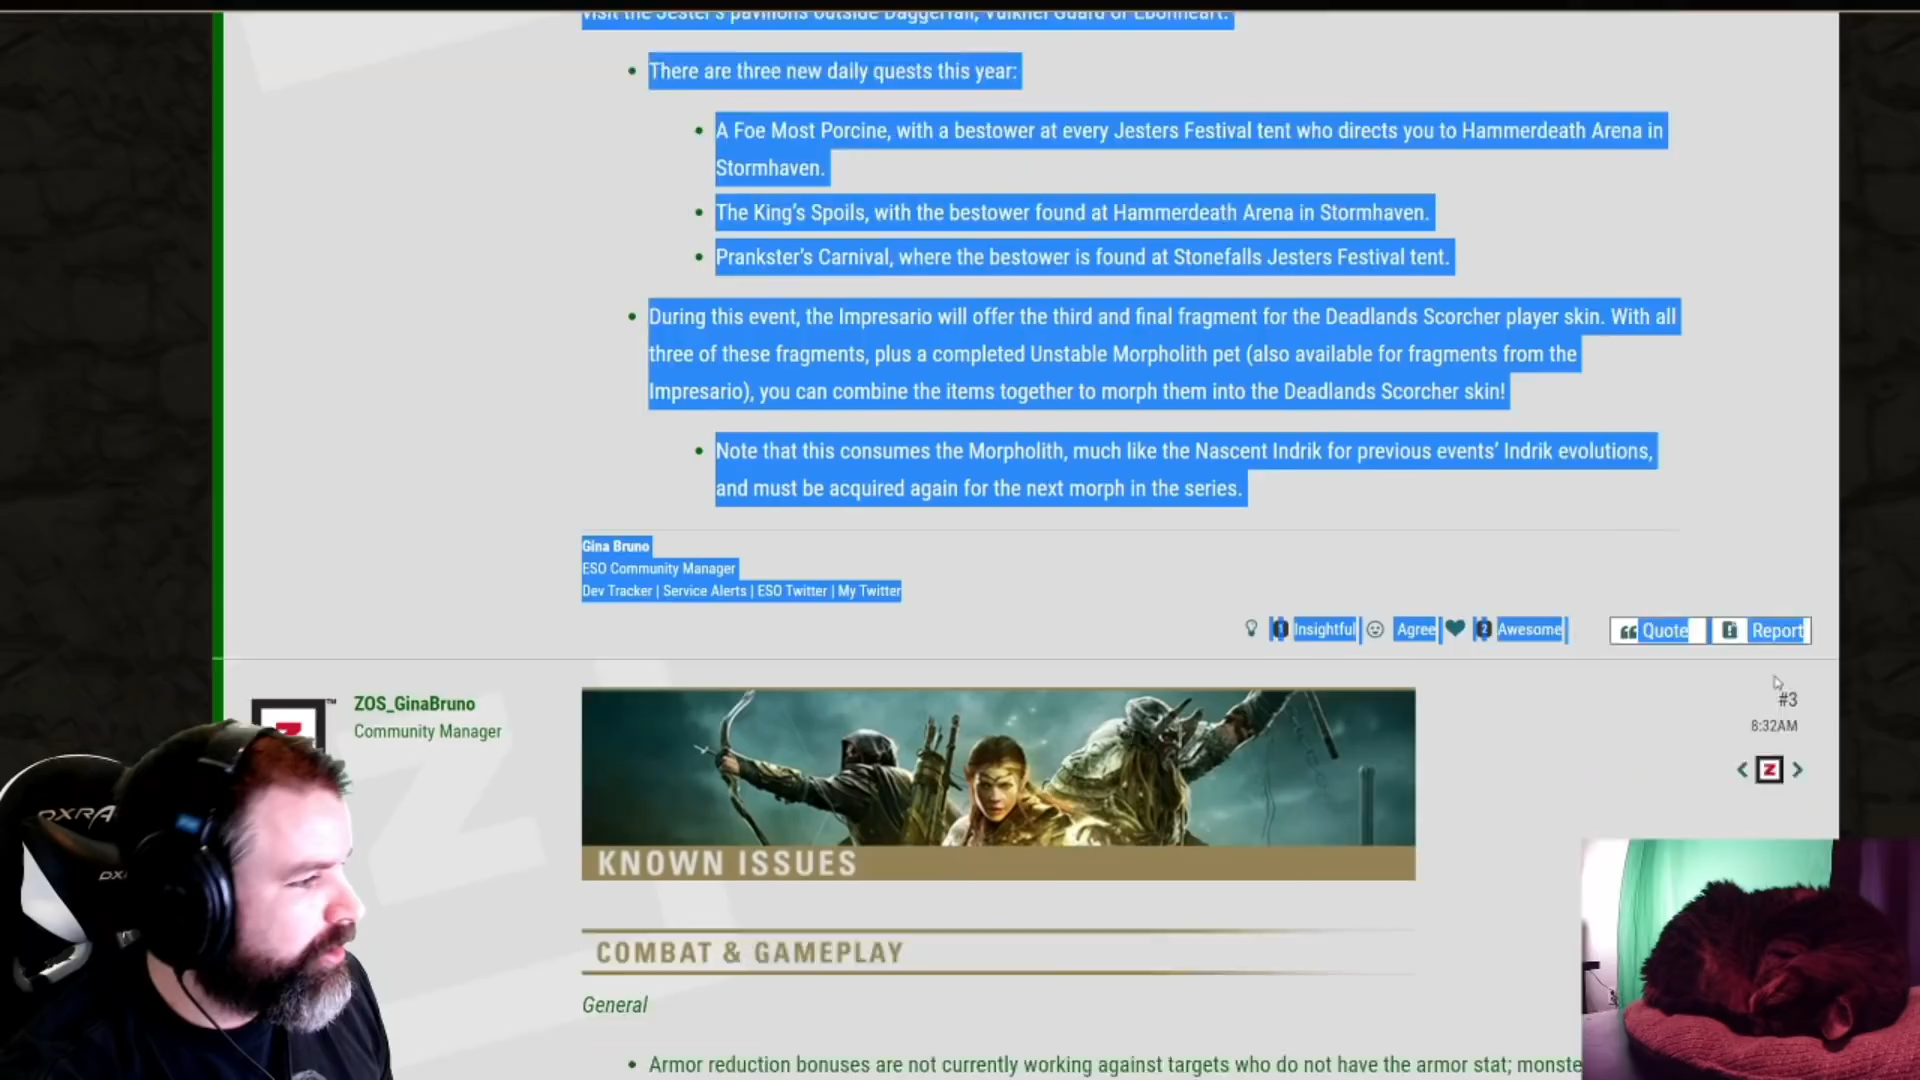 visit the Jester's pavilions outside Daggerfall, Vulkhel Guard or Ebonheart.
There are three new daily quests this year:
A Foe Most Porcine, with a bestower at every Jesters Festival tent who directs you to Hammerdeath Arena in
Stormhaven.
The King's Spoils, with the bestower found at Hammerdeath Arena in Stormhaven.
Prankster's Carnival, where the bestower is found at Stonefalls Jesters Festival tent.
During this event, the Impresario will offer the third and final fragment for the Deadlands Scorcher player skin. With all
three of these fragments, plus a completed Unstable Morpholith pet (also available for fragments from the
Impresario), you can combine the items together to morph them into the Deadlands Scorcher skin!
Note that this consumes the Morpholith, much like the Nascent Indrik for previous events' Indrik evolutions,
and must be acquired again for the next morph in the series.
Gina Bruno
ESO Community Manager
Dev Tracker | Service Alerts | ESO Twitter | My Twitter
1 Insightful Agree 2 Awesome Quote Report
ZOS_GinaBruno
Community Manager
#3
8:32AM
KNOWN ISSUES
COMBAT & GAMEPLAY
General
Armor reduction bonuses are not currently working against targets who do not have the armor stat; monste
DXRA